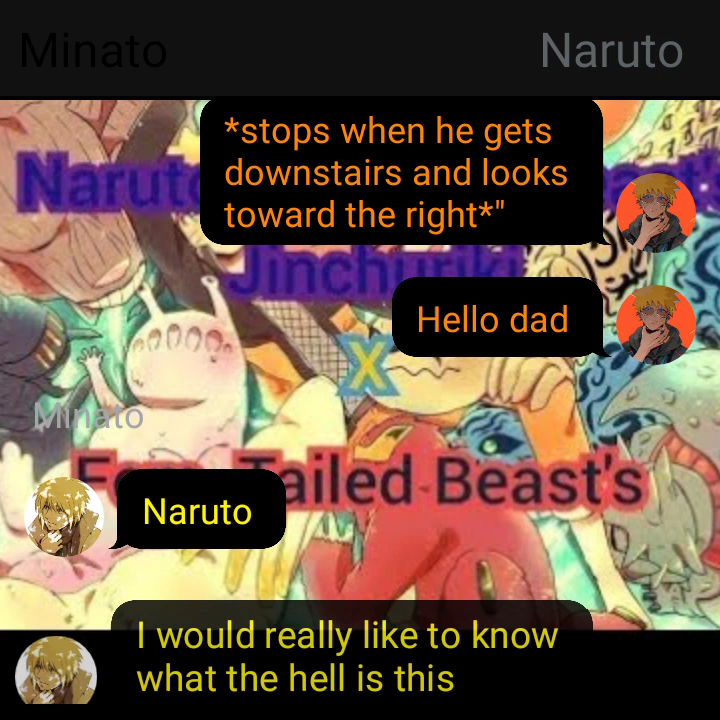 Minato
Naruto
*stops when he gets
downstairs and looks
toward the right*"
Jinchuriki
Hello dad
X
Minato
Tailed Beast's
Naruto
I would really like to know
what the hell is this